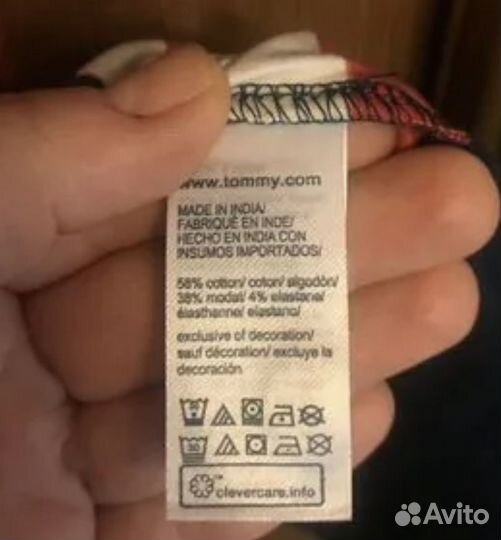 www.tommy.com
MADE IN INDIA/
FABRIQUÉ EN INDE/
HECHO EN INDIA CON
INSUMOS IMPORTADOS/
58% cotton/ coton/ algodón/
38% modal/ 4% elastane/
élasthanne/ elastano/
exclusive of decoration/
sauf décoration/ excluye la
decoración
30
clevercare.info
Avito